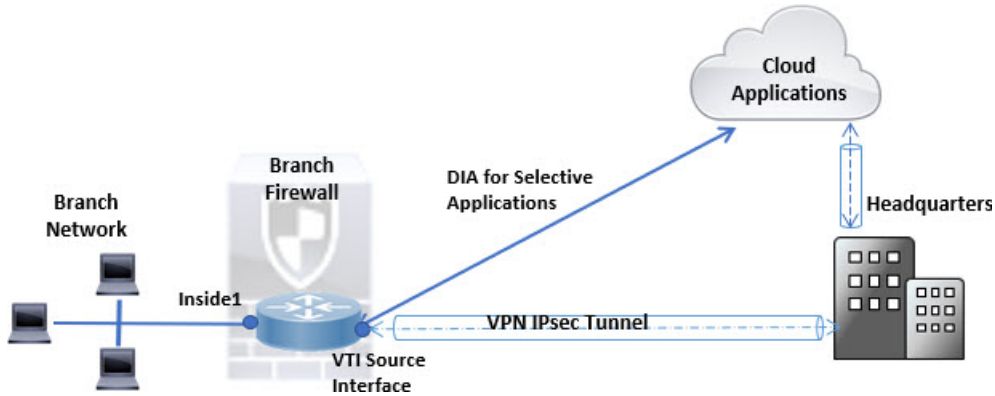 Cloud
Applications
Branch
Firewall
DIA for Selective
Applications
Branch
Network
Headquarters
Inside1
VPN IPsec Tunnel
VTI Source
Interface